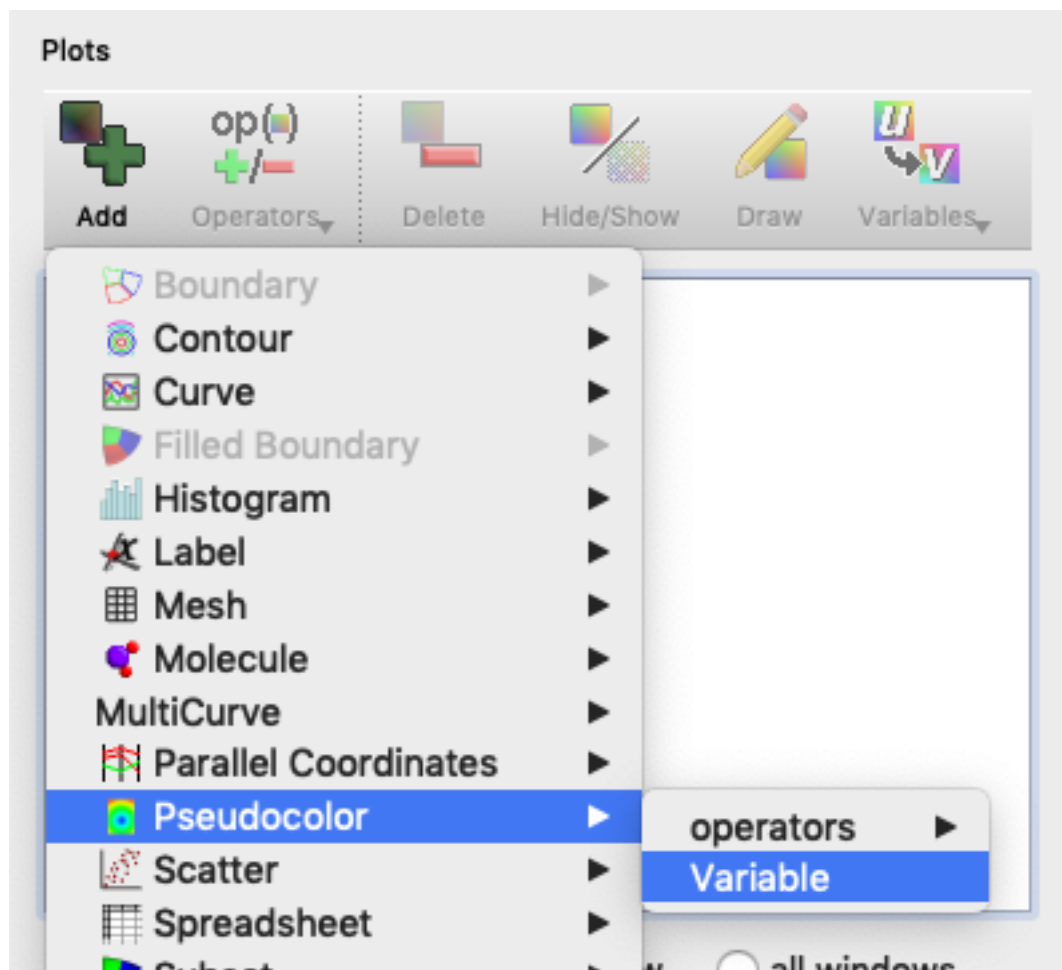 Plots
op( )
+/-
Add Operators Delete Hide/Show Draw u v Variables
Boundary
Contour
Curve
Filled Boundary
Histogram
Label
Mesh
Molecule
MultiCurve
Parallel Coordinates
Pseudocolor
operators
Variable
Scatter
Spreadsheet
Subset
w all windows